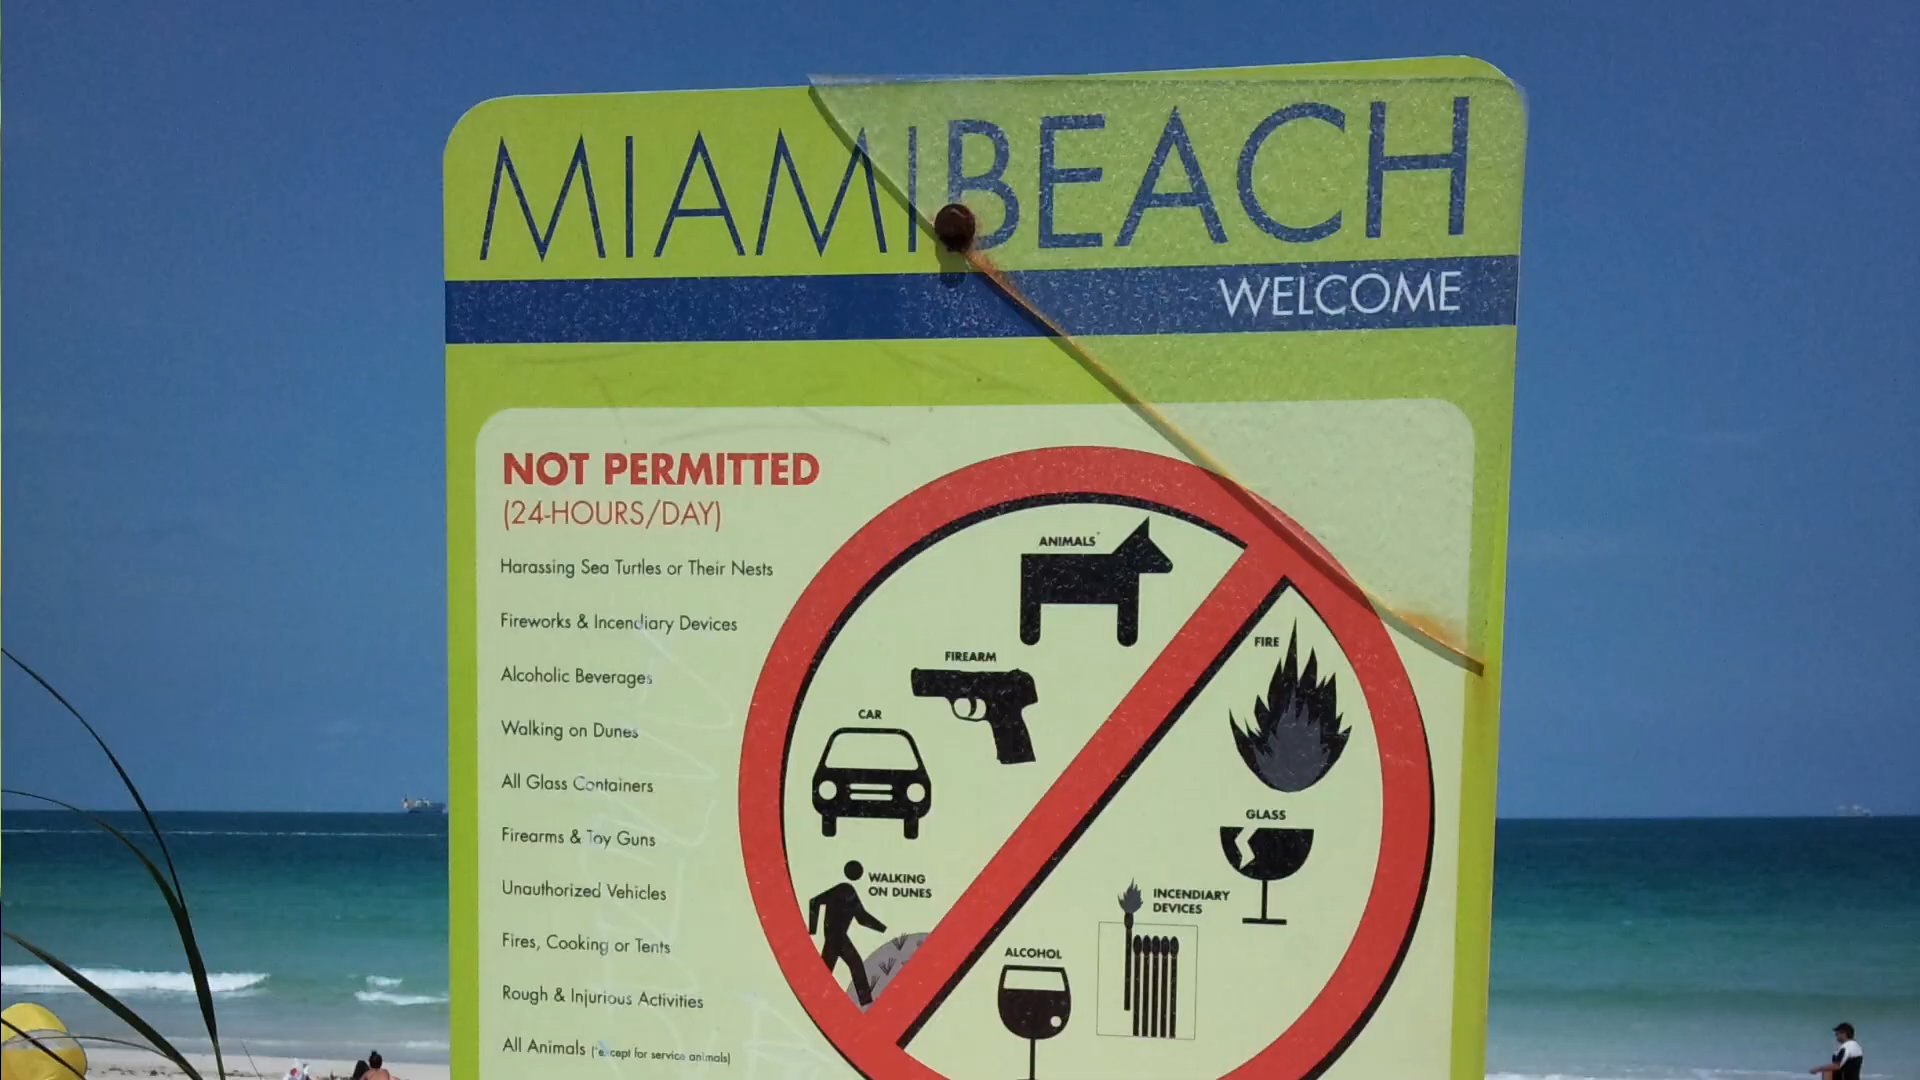 MIAMIBEACH
WELCOME
NOT PERMITTED
(24-HOURS/DAY)
Harassing Sea Turtles or Their Nests
Fireworks & Incendiary Devices
Alcoholic Beverages
Walking on Dunes
All Glass Containers
Firearms & Toy Guns
Unauthorized Vehicles
Fires, Cooking or Tents
Rough & Injurious Activities
All Animals (*except for service animals)
ANIMALS*
FIREARM
CAR
WALKING
ON DUNES
FIRE
GLASS
INCENDIARY
DEVICES
ALCOHOL